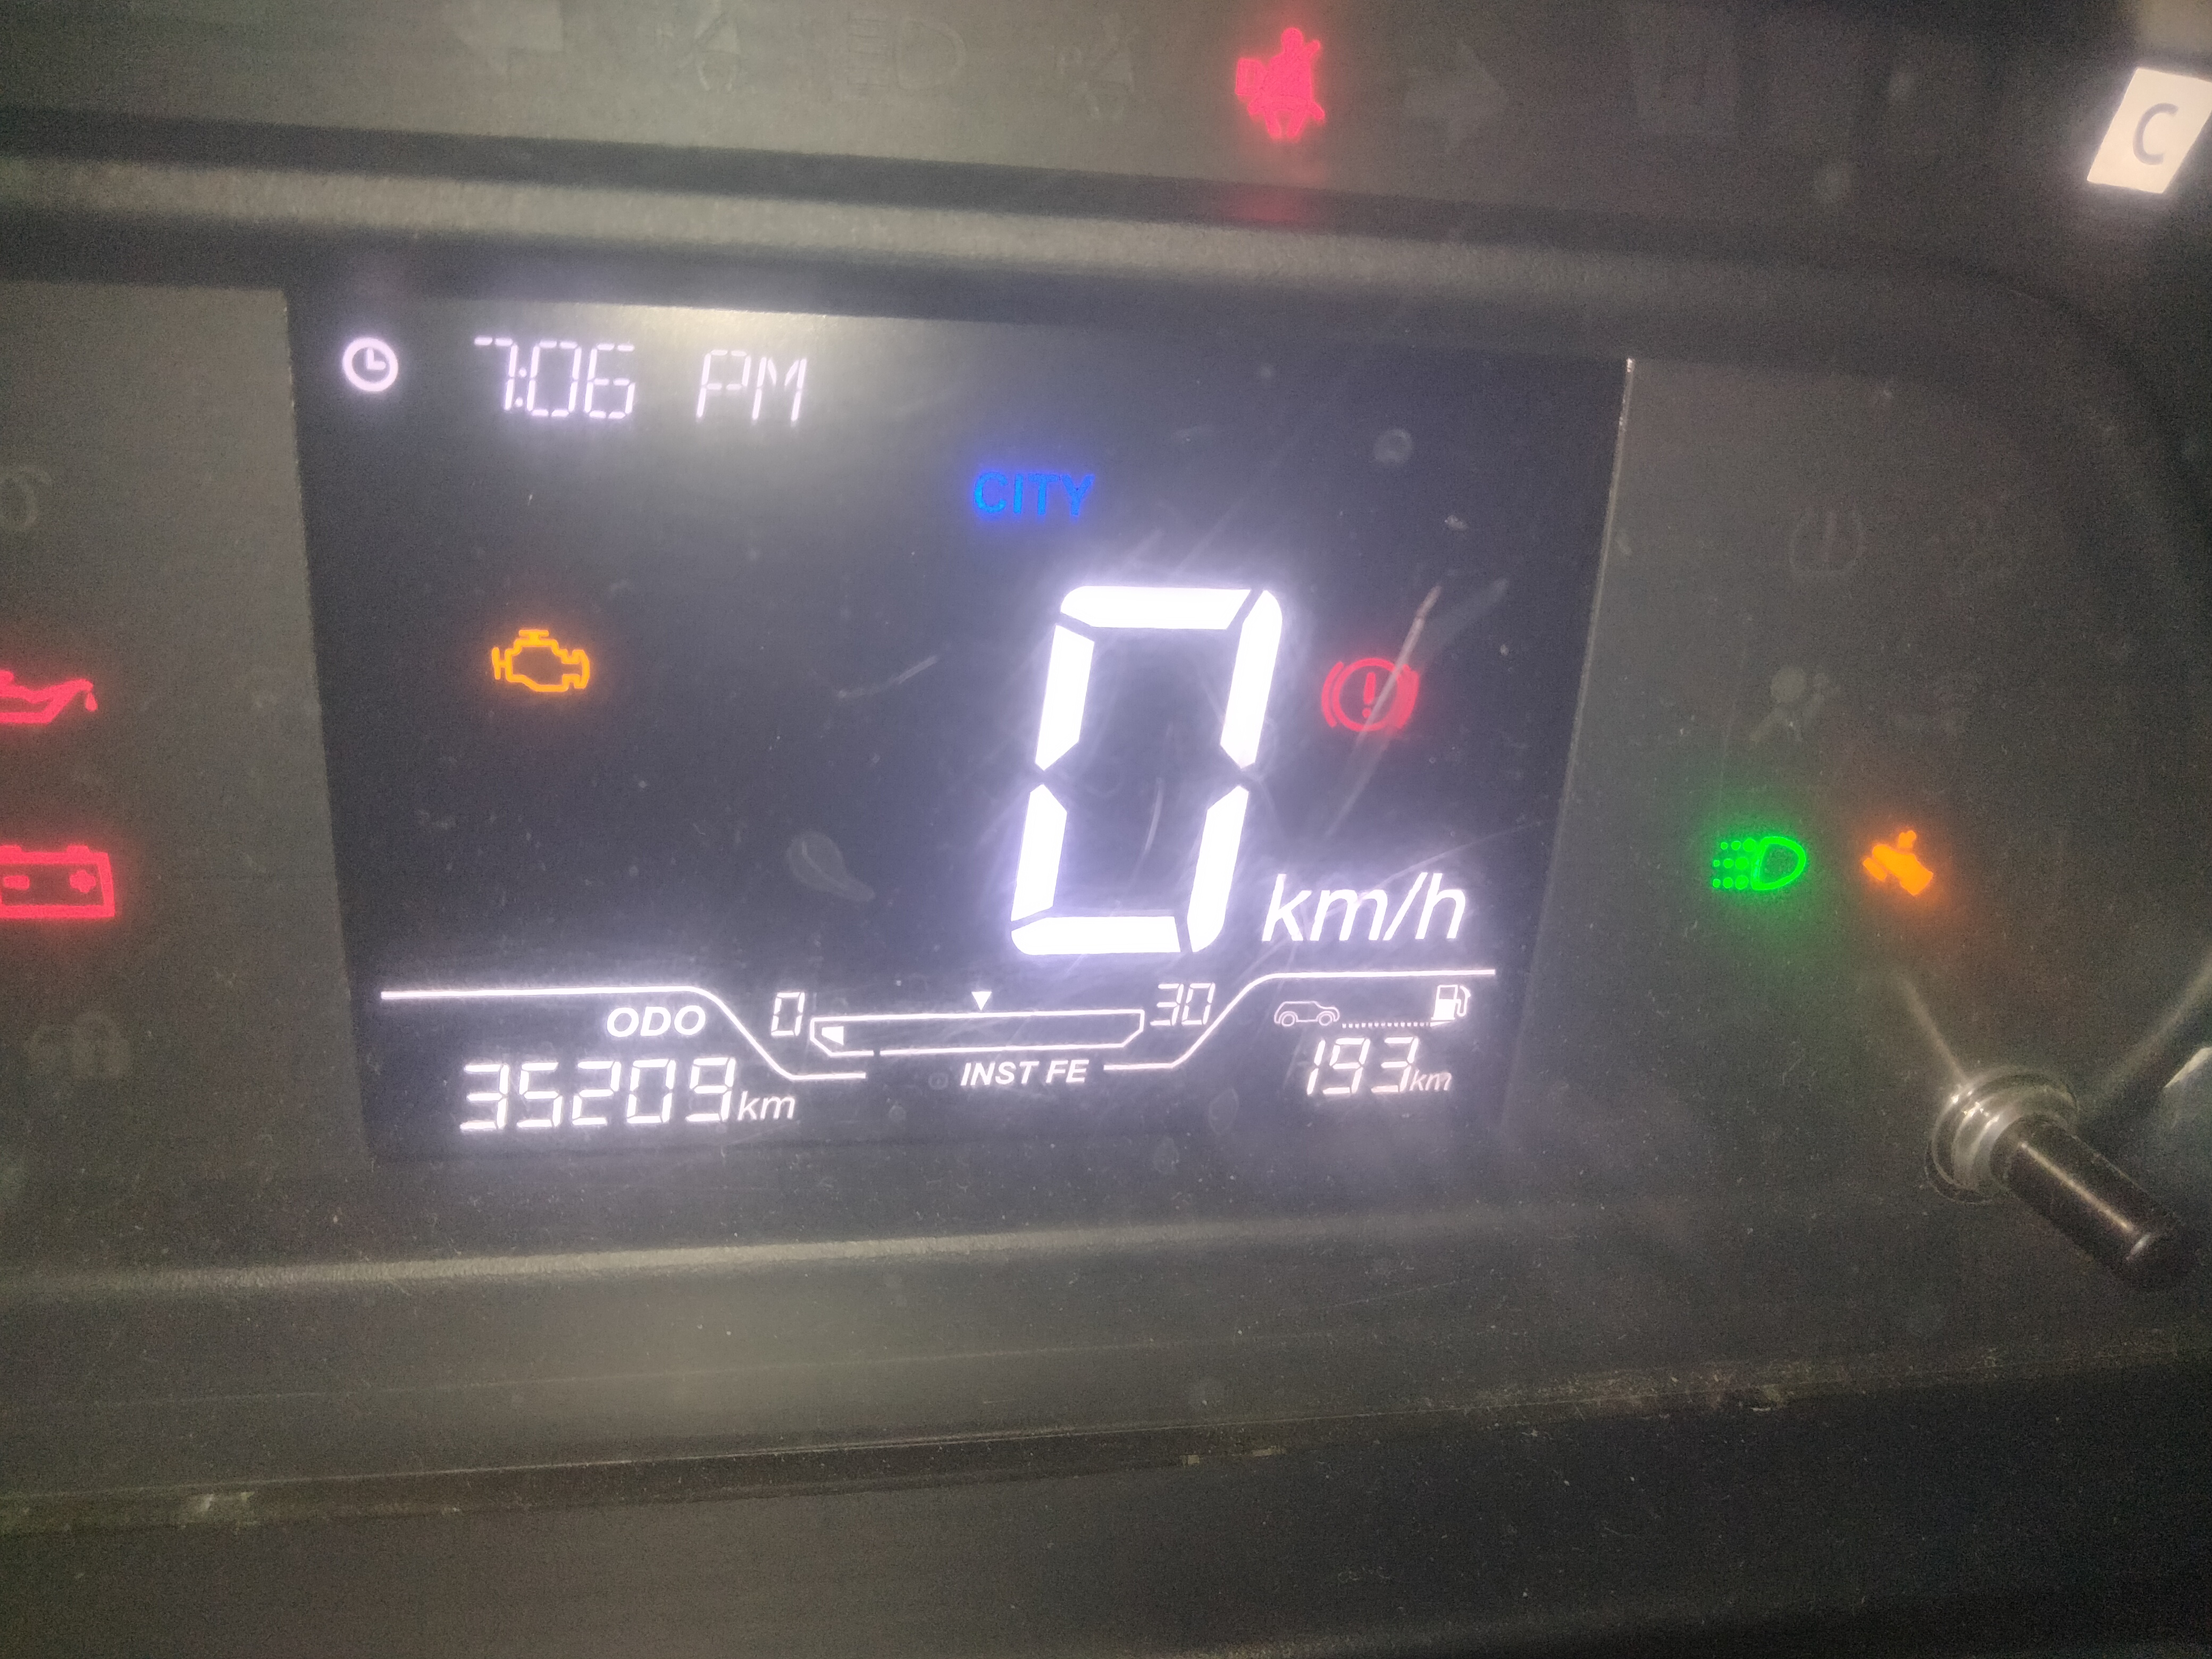 C
7:06 PM
CITY
0
km/h
ODO
0
30
35209km
INST FE
193km